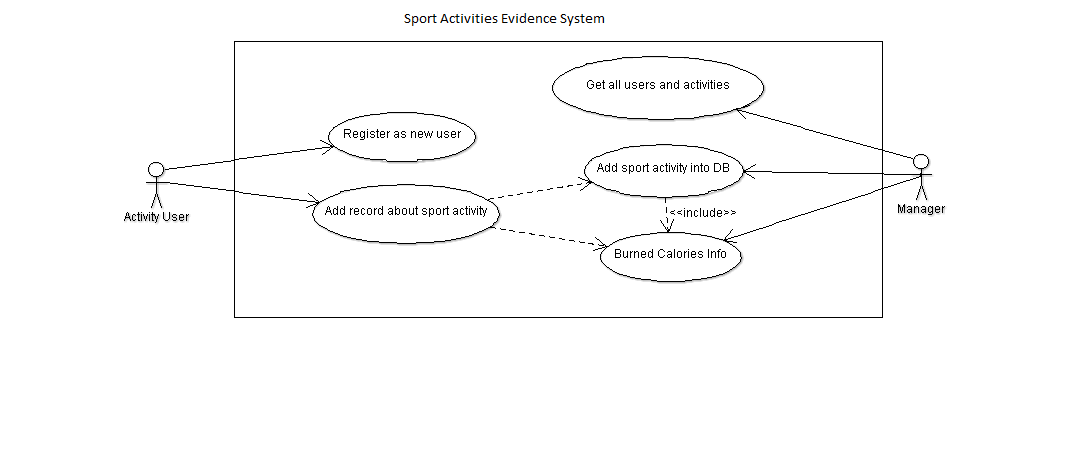 Sport Activities Evidence System
Get all users and activities
Register as new user
Add sport activity into DB
Activity User
Add record about sport activity
<<include>>
Manager
Burned Calories Info